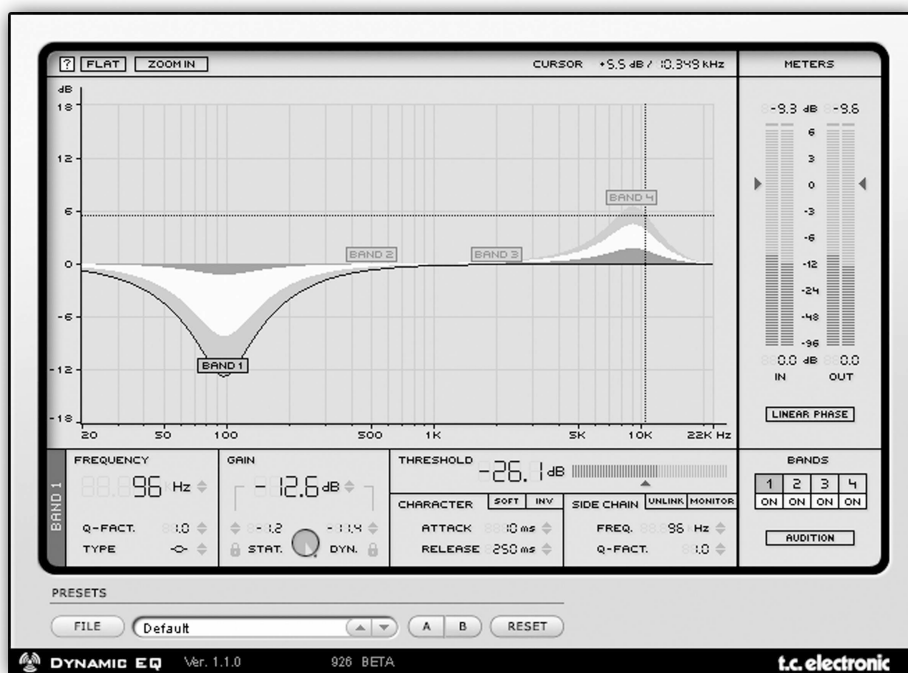 ? FLAT ZOOM IN CURSOR +5.5 dB / 10.349 kHz METERS
dB
-9.3 dB -9.6
18
12
6
0
-6
-12
-18
BAND 4
BAND 2 BAND 3
BAND 1
20 50 100 500 1K 5K 10K 22K Hz
6
3
0
-3
-6
-12
-24
-48
-96
0.0 dB 0.0
IN OUT
LINEAR PHASE
BAND 1
FREQUENCY
96 Hz
Q-FACT. 1.0
TYPE
GAIN
-12.6 dB
-1.2 -11.4
STAT. DYN.
THRESHOLD -26.1 dB
CHARACTER SOFT INV
ATTACK 10 ms
RELEASE 250 ms
SIDE CHAIN UNLINK MONITOR
FREQ. 96 Hz
Q-FACT. 1.0
BANDS
1 2 3 4
ON ON ON ON
AUDITION
PRESETS
FILE Default A B RESET
DYNAMIC EQ Ver. 1.1.0 926 BETA t.c. electronic